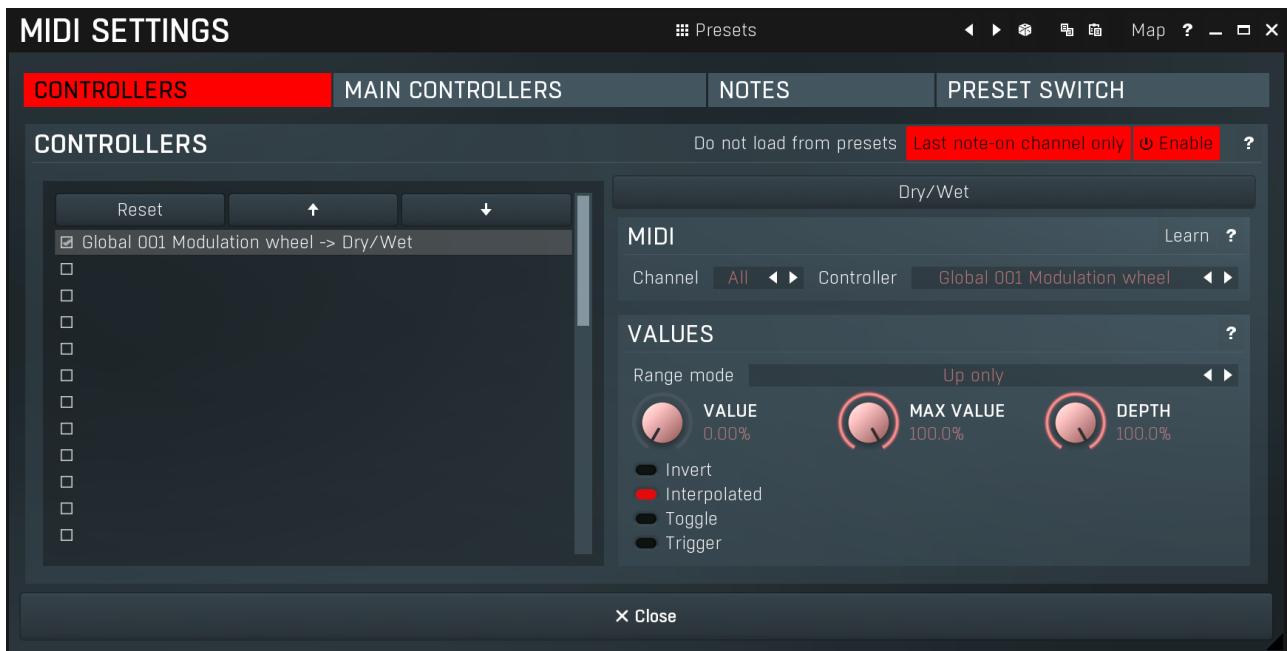 MIDI SETTINGS Presets Map ?
CONTROLLERS MAIN CONTROLLERS NOTES PRESET SWITCH
CONTROLLERS Do not load from presets Last note-on channel only Enable ?
Reset
Global 001 Modulation wheel -> Dry/Wet
Dry/Wet
MIDI Learn ?
Channel All Controller Global 001 Modulation wheel
VALUES ?
Range mode Up only
VALUE
0.00%
MAX VALUE
100.0%
DEPTH
100.0%
Invert
Interpolated
Toggle
Trigger
Close